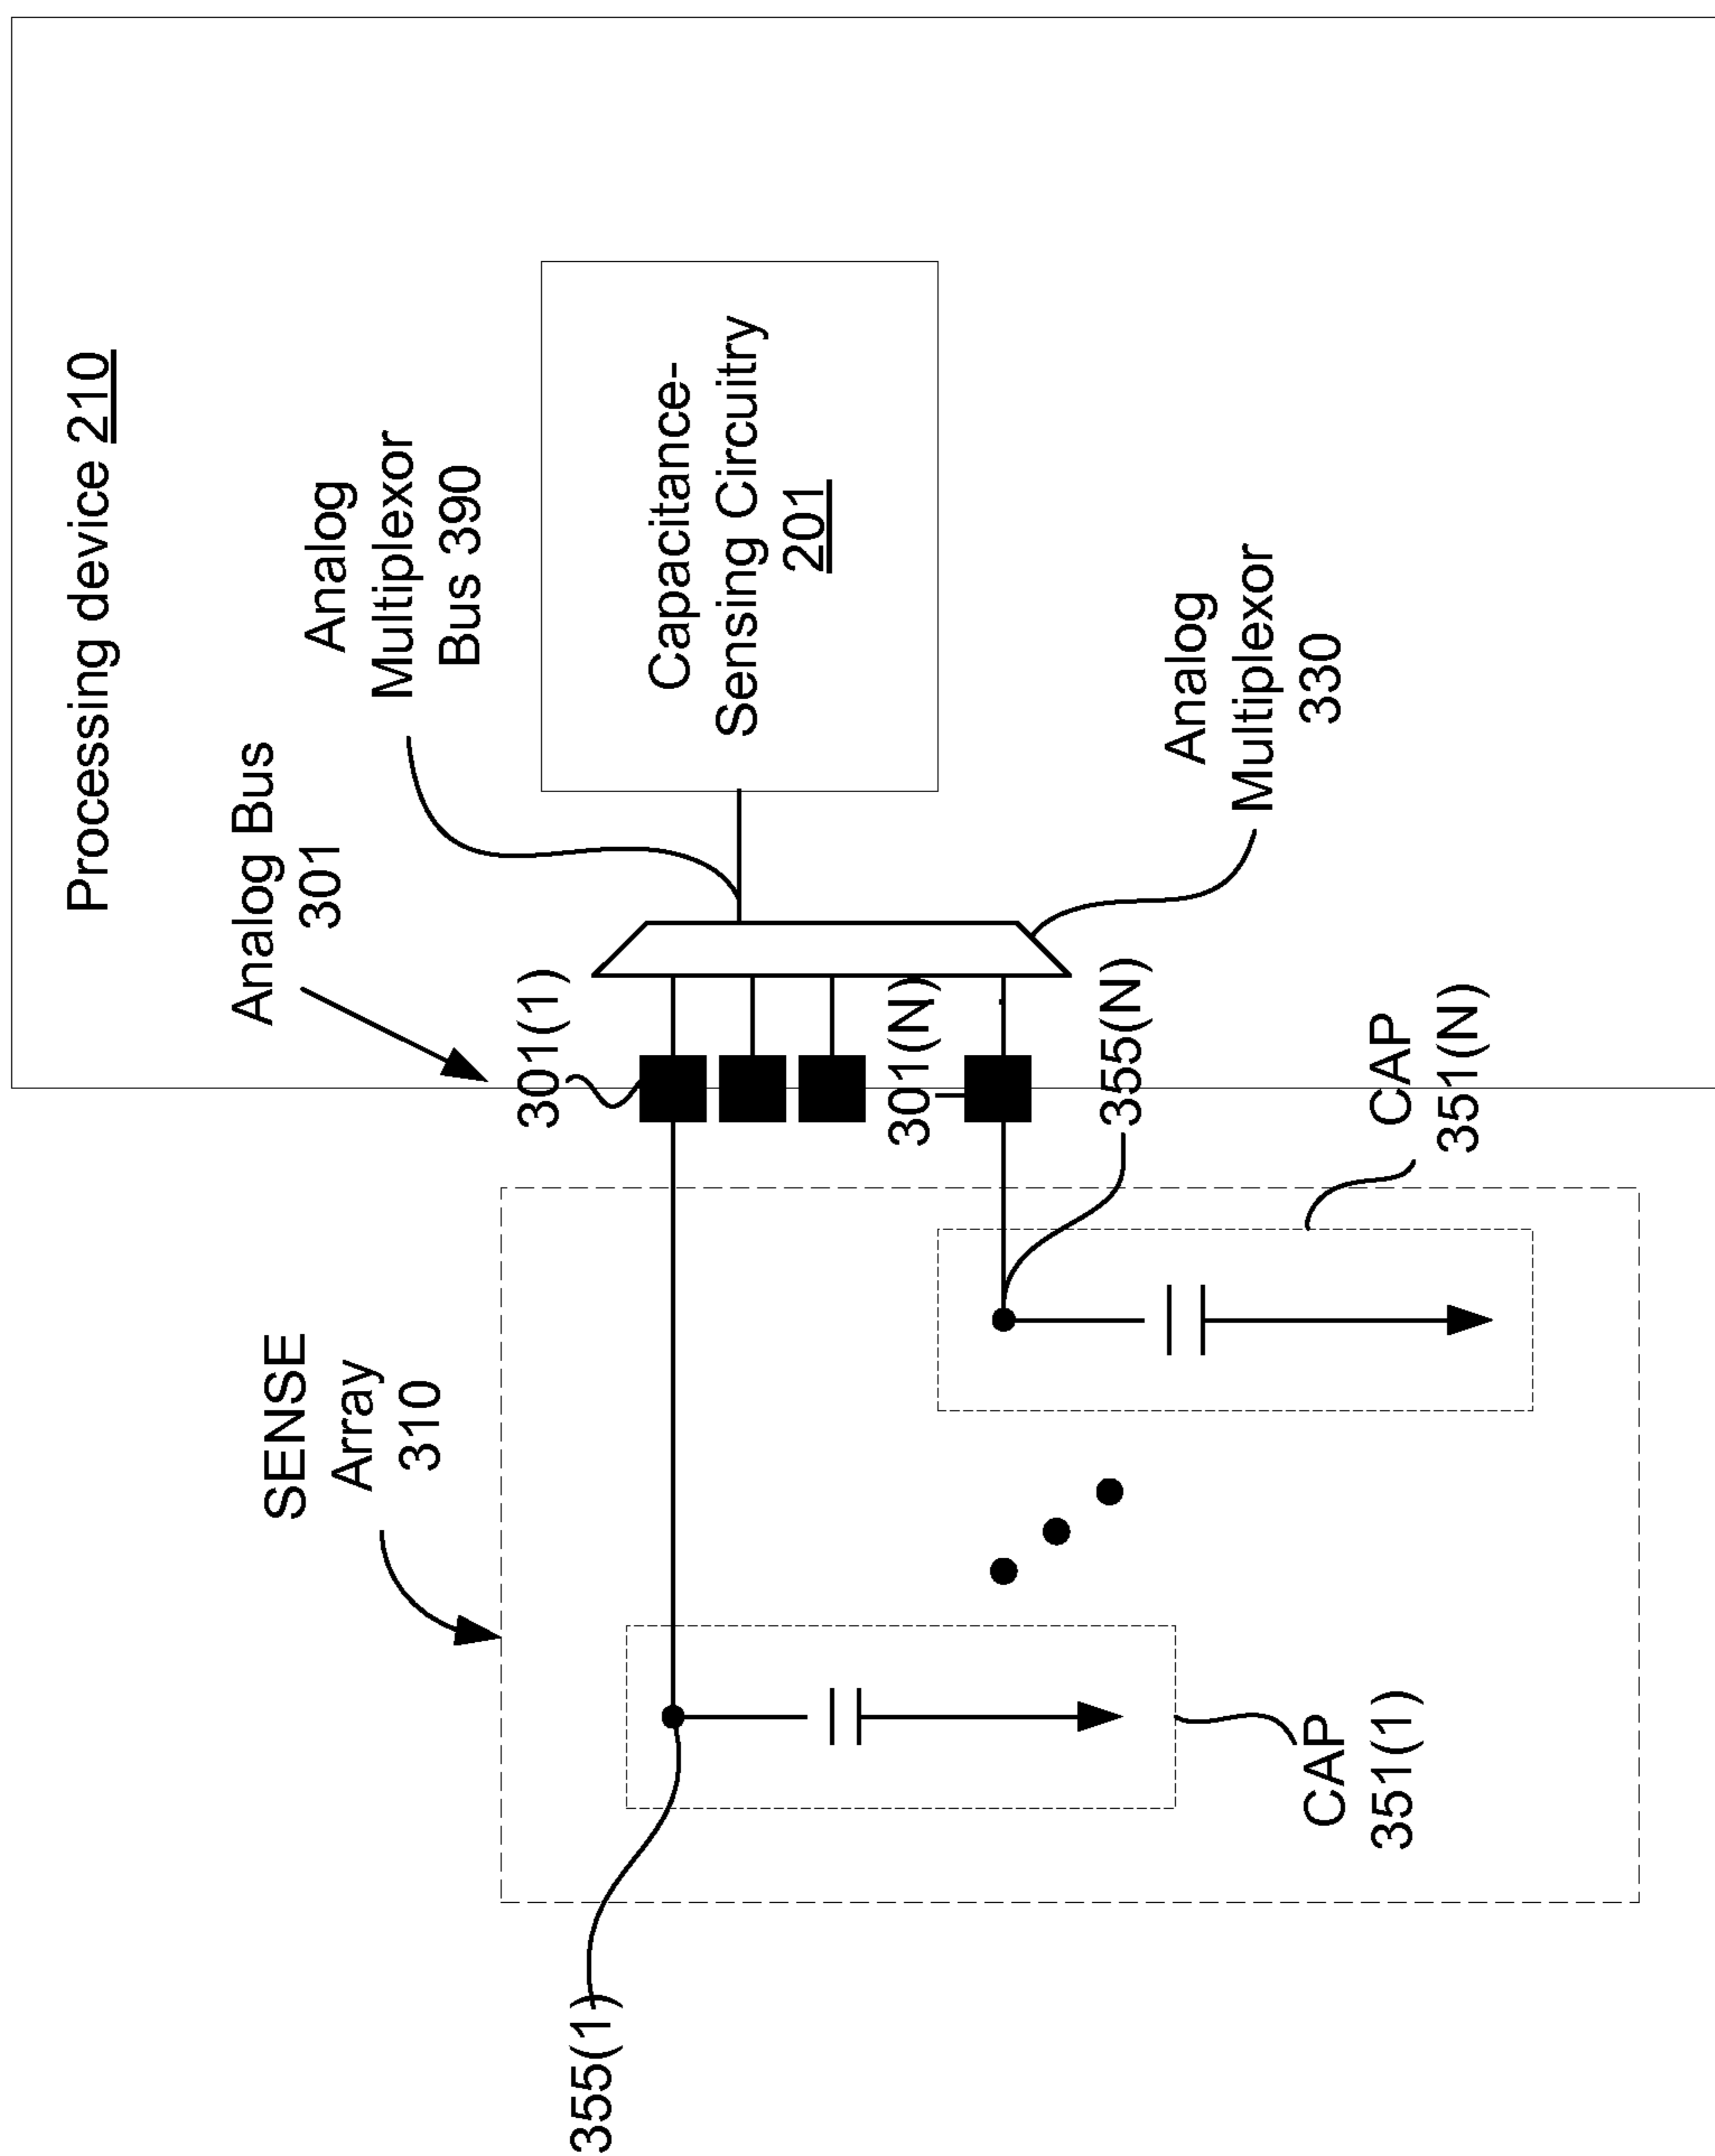 Processing device 210
Analog Bus
301
Analog
Multiplexor
Bus 390
SENSE
Array
310
301(1)
Capacitance-
Sensing Circuitry
201
355(1)
301(N)
355(N)
Analog
Multiplexor
330
CAP
351(1)
CAP
351(N)